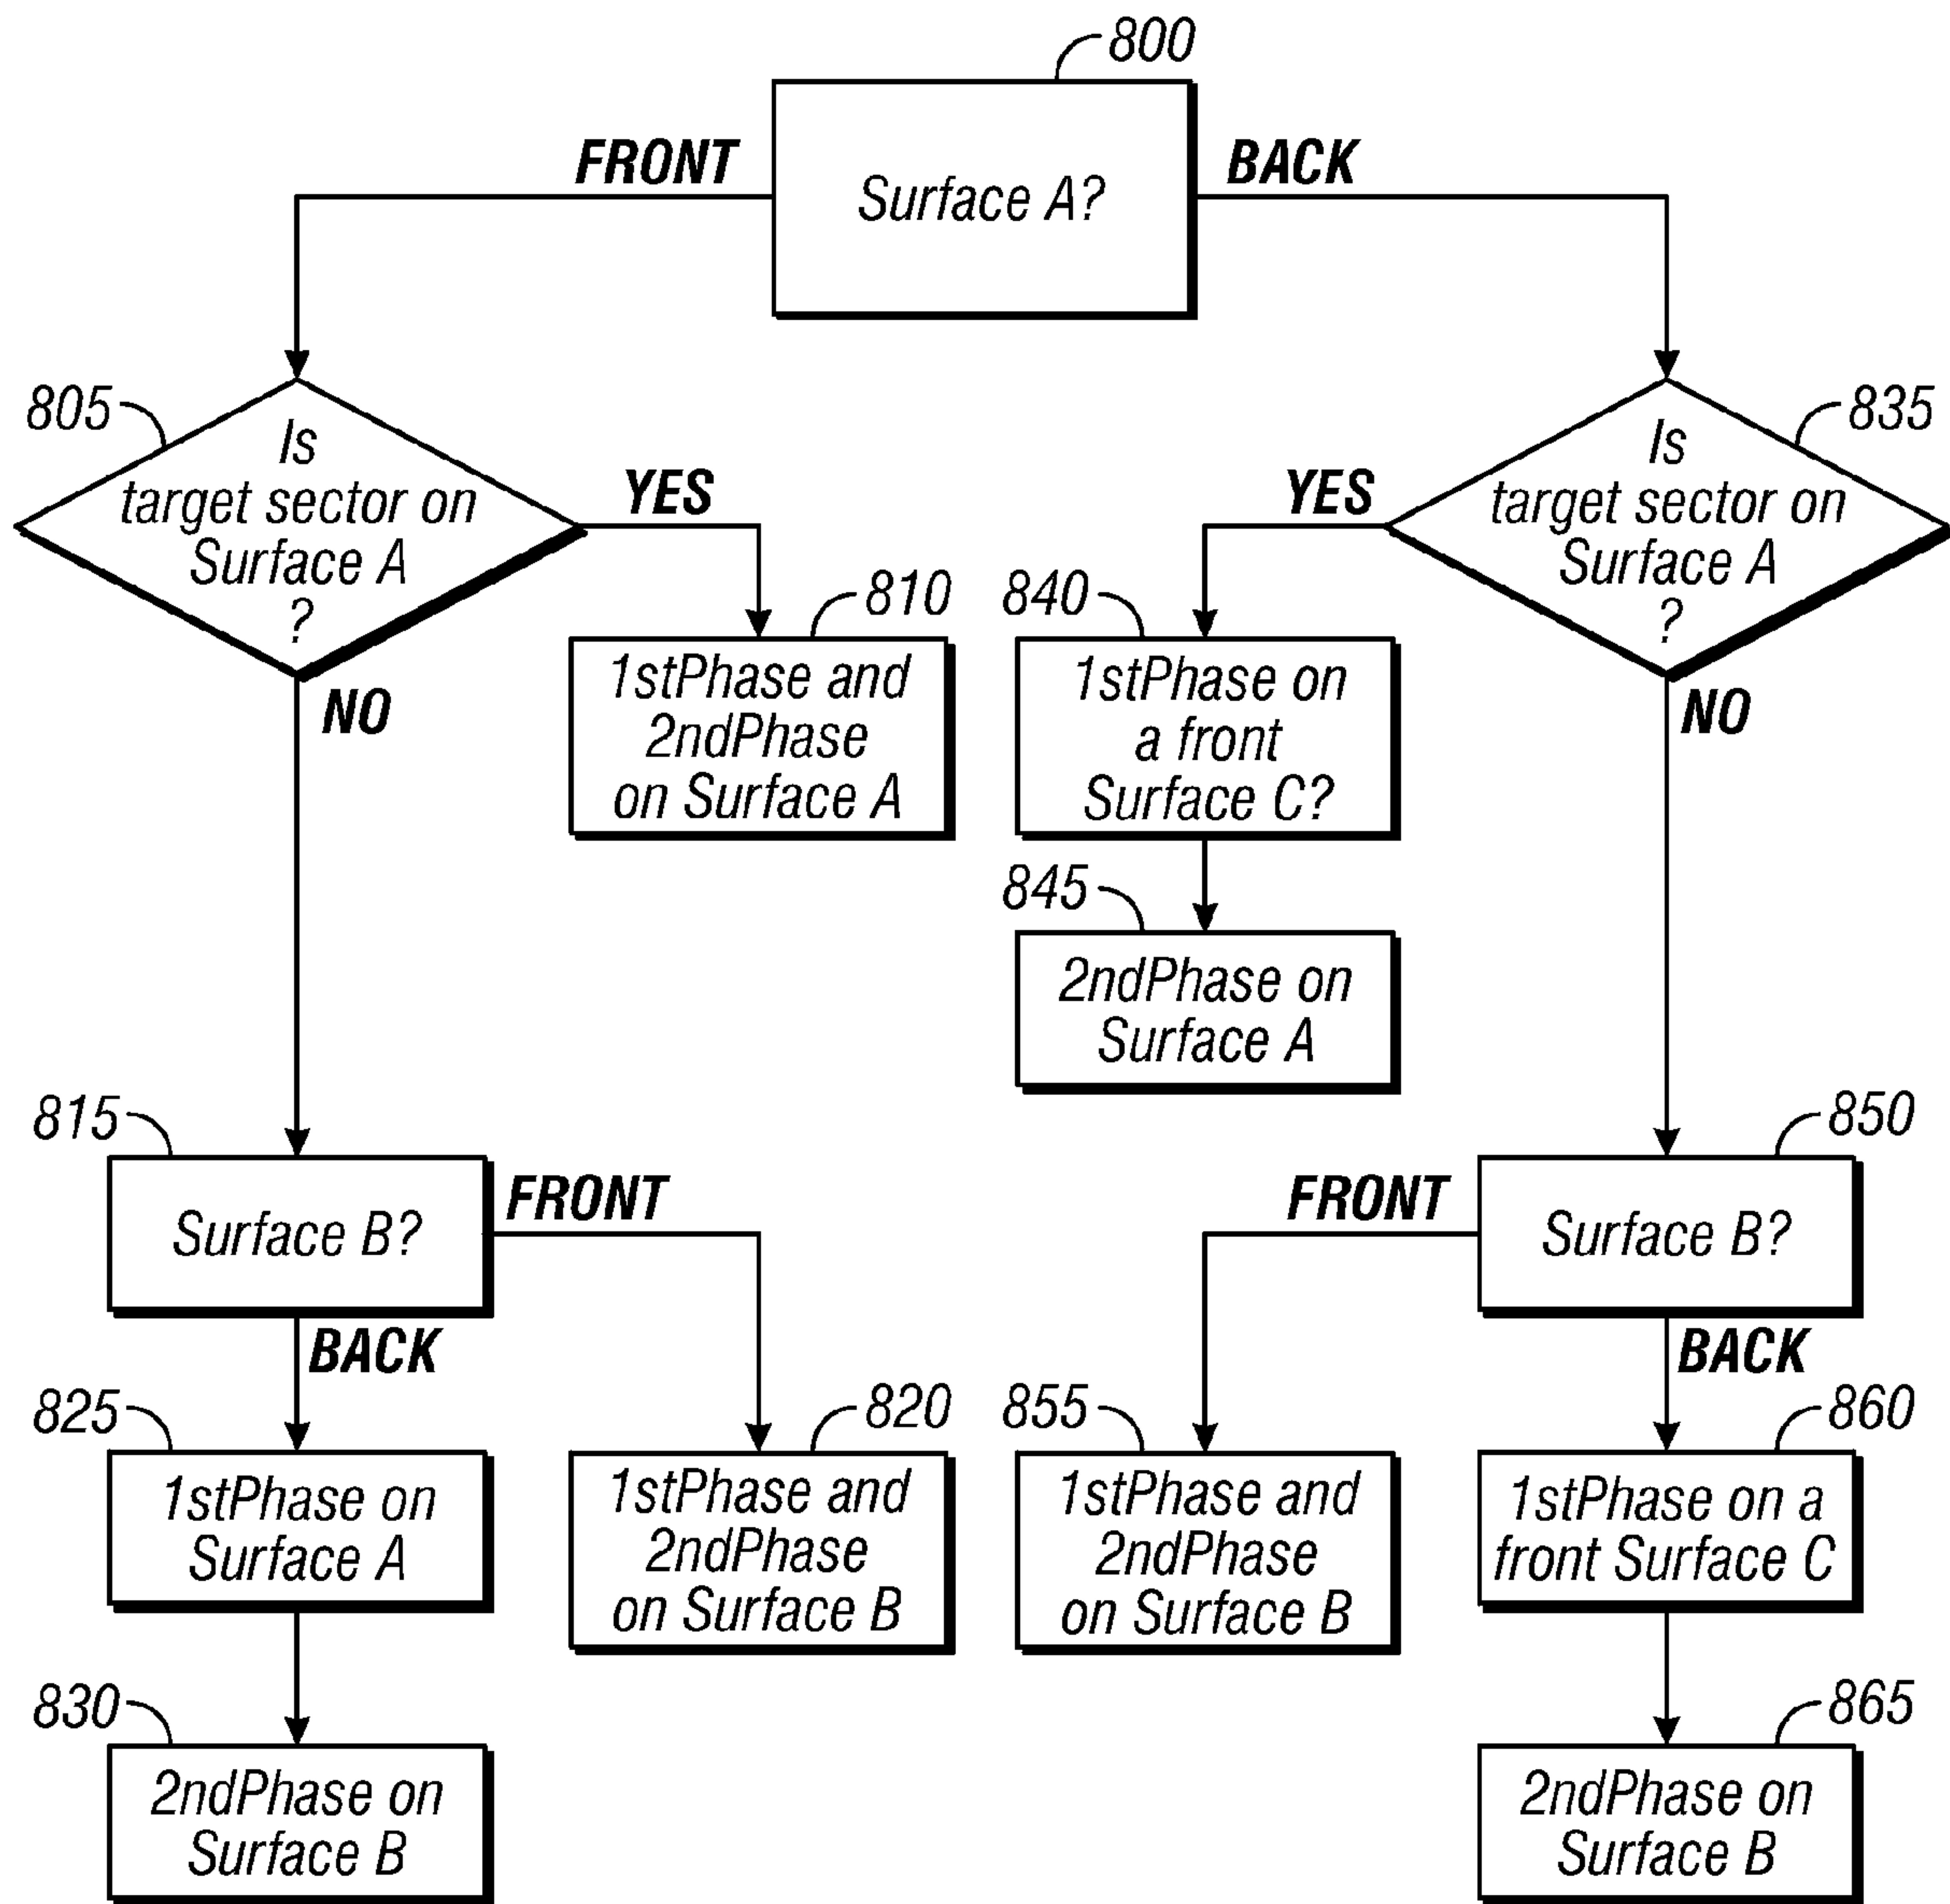 800
FRONT
BACK
Surface A?
805
Is
target sector on
Surface A
?
YES
NO
835
Is
target sector on
Surface A
?
YES
NO
810
1stPhase and
2ndPhase
on Surface A
840
1stPhase on
a front
Surface C?
845
2ndPhase on
Surface A
815
Surface B?
FRONT
BACK
850
Surface B?
FRONT
BACK
825
1stPhase on
Surface A
820
1stPhase and
2ndPhase
on Surface B
855
1stPhase and
2ndPhase
on Surface B
860
1stPhase on a
front Surface C
830
2ndPhase on
Surface B
865
2ndPhase on
Surface B